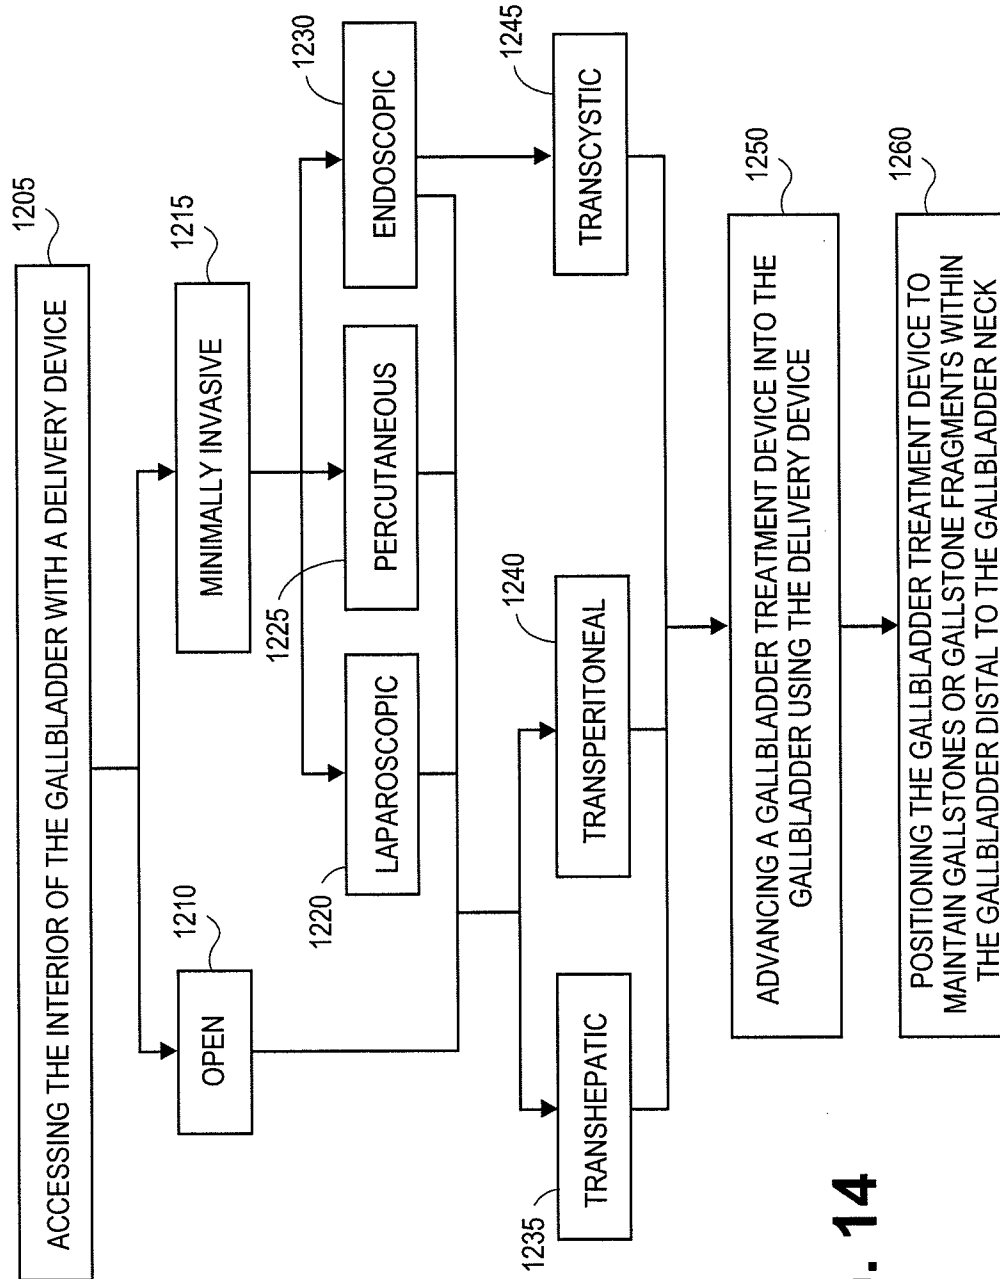 1205
ACCESSING THE INTERIOR OF THE GALLBLADDER WITH A DELIVERY DEVICE
1210
OPEN
1215
MINIMALLY INVASIVE
1220
LAPAROSCOPIC
1225
PERCUTANEOUS
1230
ENDOSCOPIC
1235
TRANSHEPATIC
1240
TRANSPERITONEAL
1245
TRANSCYSTIC
1250
ADVANCING A GALLBLADDER TREATMENT DEVICE INTO THE
GALLBLADDER USING THE DELIVERY DEVICE
1260
POSITIONING THE GALLBLADDER TREATMENT DEVICE TO
MAINTAIN GALLSTONES OR GALLSTONE FRAGMENTS WITHIN
THE GALLBLADDER DISTAL TO THE GALLBLADDER NECK
. 14